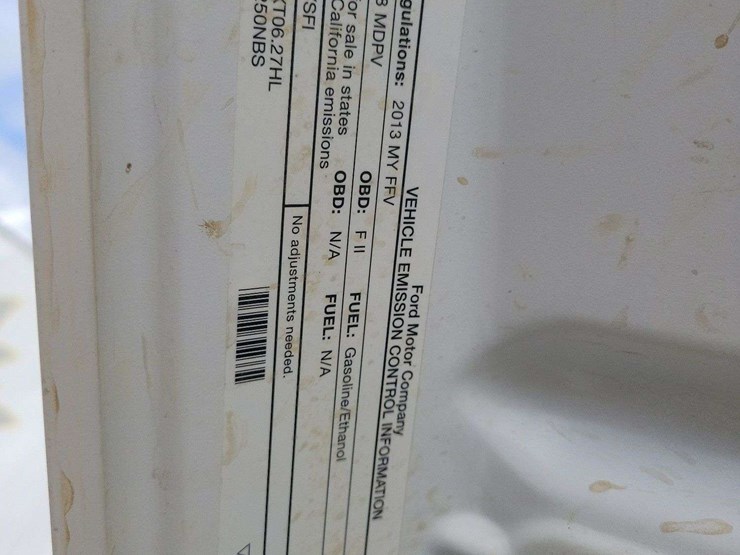 Ford Motor Company
VEHICLE EMISSION CONTROL INFORMATION
gulations: 2013 MY FFV
MDPV OBD: F II FUEL: Gasoline/Ethanol
or sale in states
California emissions OBD: N/A FUEL: N/A
SFI No adjustments needed.
T06.27HL
50NBS